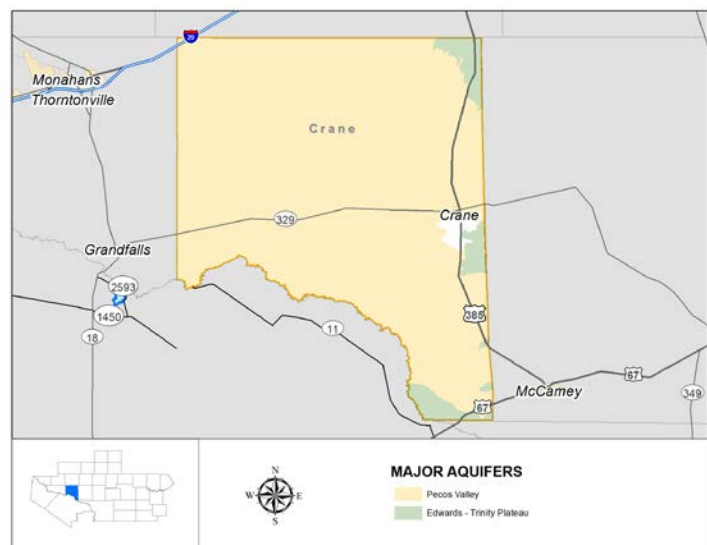 20
Monahans
Thorntonville
Crane
329
Crane
Grandfalls
2593
1450
18
11
385
McCamey
67
67
349
N
W E
S
MAJOR AQUIFERS
Pecos Valley
Edwards - Trinity Plateau